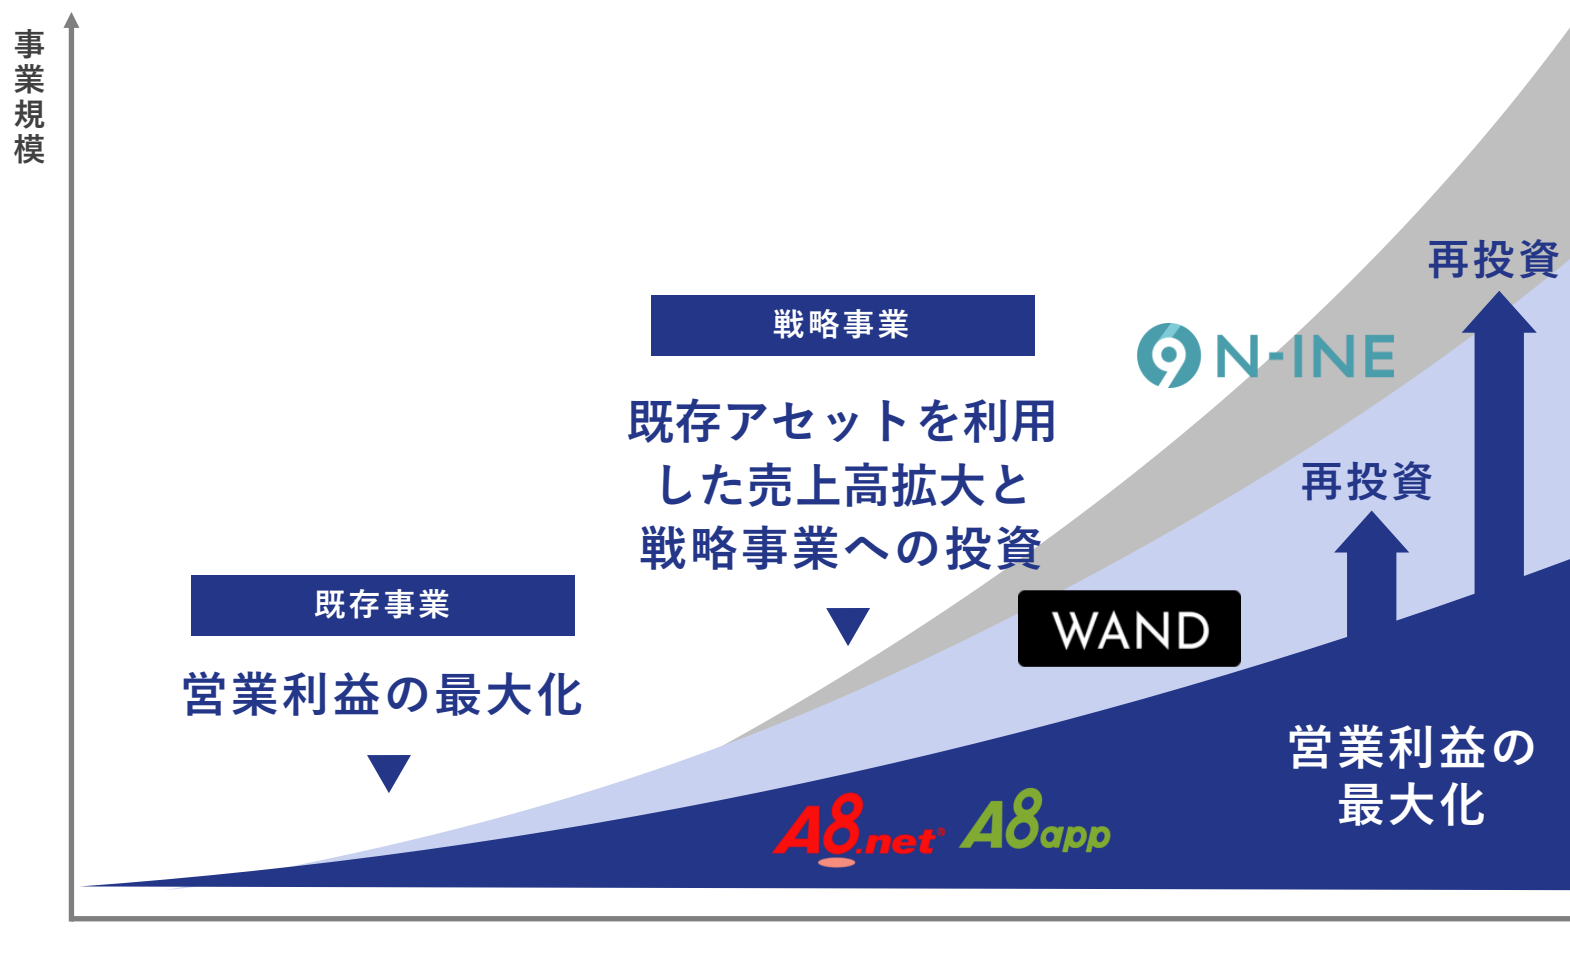 事業規模
再投資
戦略事業
N-INE
既存アセットを利用
した売上高拡大と
戦略事業への投資
再投資
既存事業
WAND
営業利益の最大化
営業利益の
最大化
A8.net®
A8app